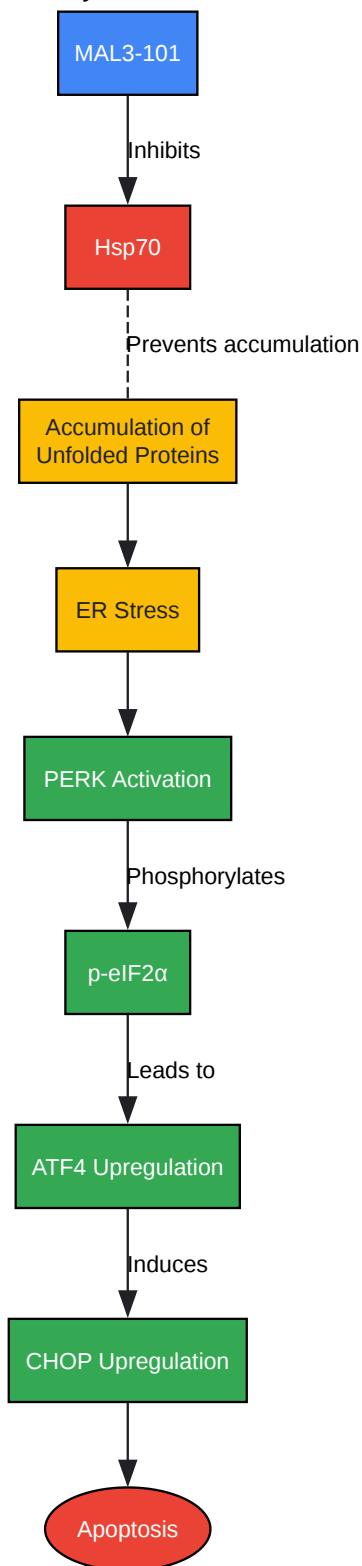 MAL3-101
Inhibits
Hsp70
Prevents accumulation
Accumulation of
Unfolded Proteins
ER Stress
PERK Activation
Phosphorylates
p-eIF2α
Leads to
ATF4 Upregulation
Induces
CHOP Upregulation
Apoptosis